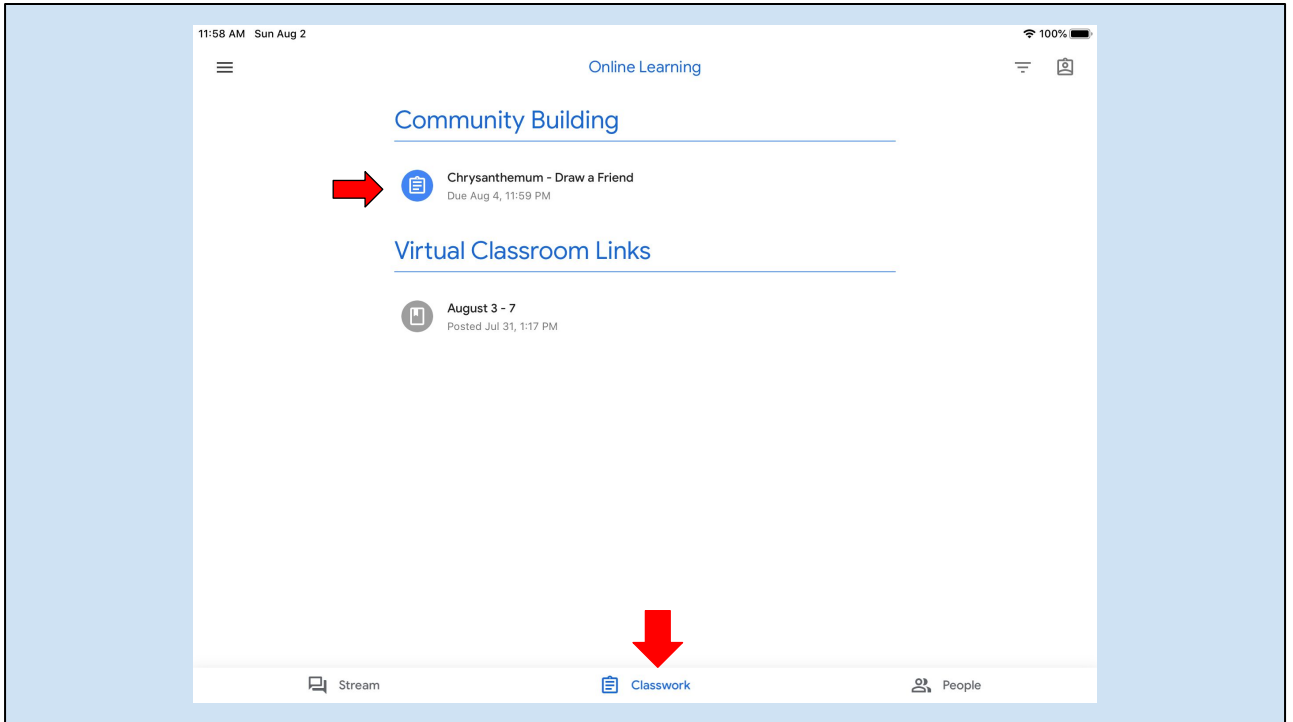 11:58 AM Sun Aug 2 100%
Online Learning
Community Building
Chrysanthemum - Draw a Friend
Due Aug 4, 11:59 PM
Virtual Classroom Links
August 3 - 7
Posted Jul 31, 1:17 PM
Stream Classwork People